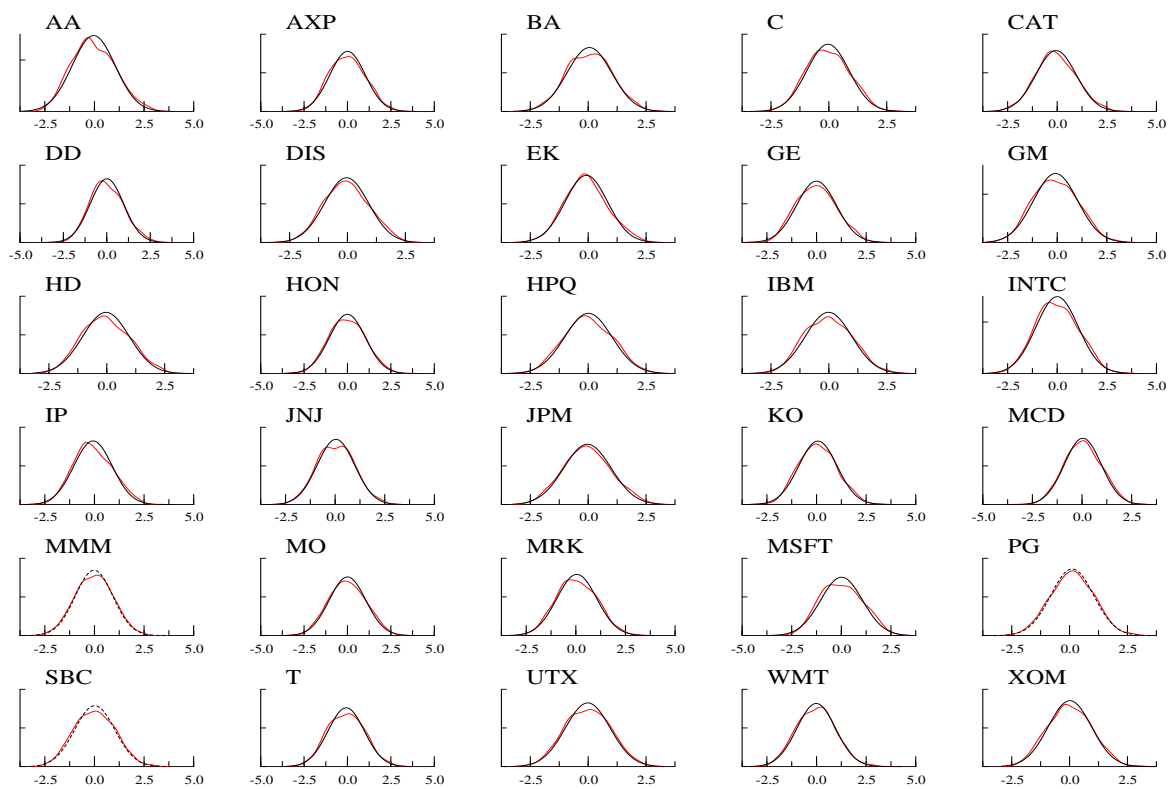 AA AXP BA C CAT
-2.5 0.0 2.5 5.0 -5.0 -2.5 0.0 2.5 5.0 -2.5 0.0 2.5 -2.5 0.0 2.5 -2.5 0.0 2.5 5.0
DD DIS EK GE GM
-5.0 -2.5 0.0 2.5 5.0 -2.5 0.0 2.5 -2.5 0.0 2.5 -2.5 0.0 2.5 5.0 -2.5 0.0 2.5 5.0
HD HON HPQ IBM INTC
-2.5 0.0 2.5 -5.0 -2.5 0.0 2.5 5.0 -2.5 0.0 2.5 -2.5 0.0 2.5 -2.5 0.0 2.5 5.0
IP JNJ JPM KO MCD
-2.5 0.0 2.5 5.0 -2.5 0.0 2.5 5.0 -2.5 0.0 2.5 -2.5 0.0 2.5 5.0 -5.0 -2.5 0.0 2.5
MMM MO MRK MSFT PG
-2.5 0.0 2.5 5.0 -5.0 -2.5 0.0 2.5 5.0 -2.5 0.0 2.5 5.0 -5.0 -2.5 0.0 2.5 -2.5 0.0 2.5
SBC T UTX WMT XOM
-2.5 0.0 2.5 5.0 -5.0 -2.5 0.0 2.5 5.0 -2.5 0.0 2.5 -2.5 0.0 2.5 5.0 -2.5 0.0 2.5